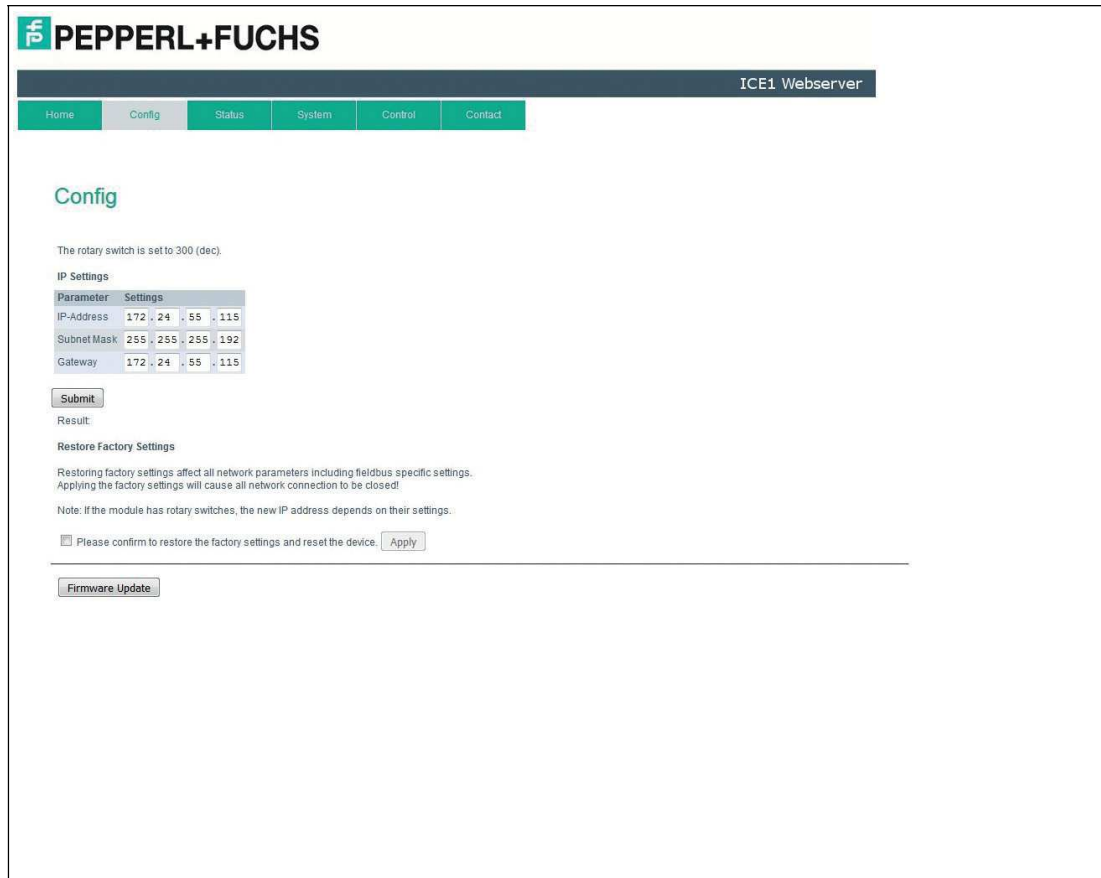 PEPPERL+FUCHS
ICE1 Webserver
Home Config Status System Control Contact
Config
The rotary switch is set to 300 (dec).
IP Settings
Parameter Settings
IP-Address 172 . 24 . 55 . 115
Subnet Mask 255 . 255 . 255 . 192
Gateway 172 . 24 . 55 . 115
Submit
Result:
Restore Factory Settings
Restoring factory settings affect all network parameters including fieldbus specific settings.
Applying the factory settings will cause all network connection to be closed!
Note: If the module has rotary switches, the new IP address depends on their settings.
Please confirm to restore the factory settings and reset the device. Apply
Firmware Update